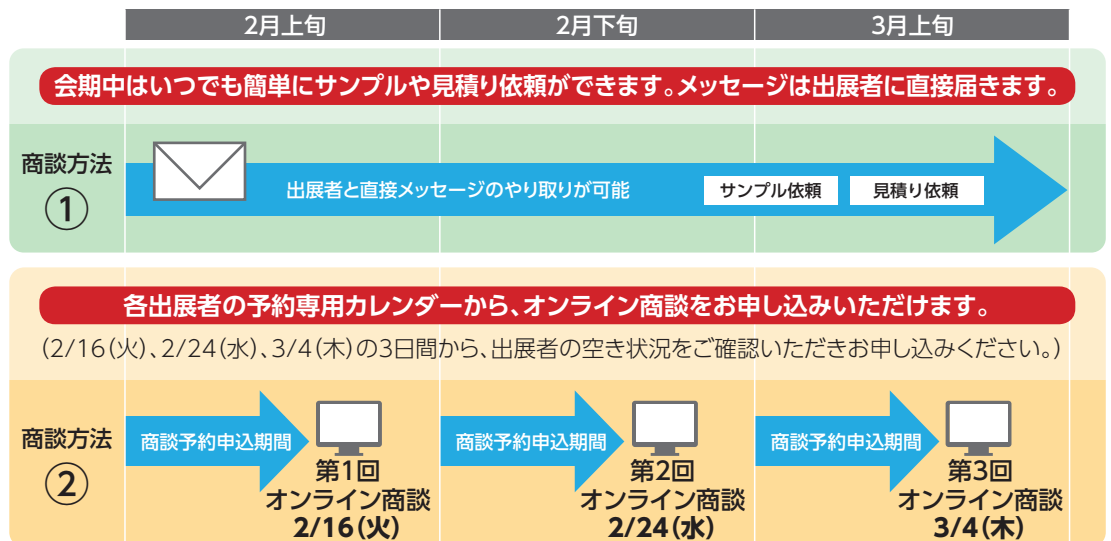 2月上旬 2月下旬 3月上旬
会期中はいつでも簡単にサンプルや見積り依頼ができます。メッセージは出展者に直接届きます。
商談方法
①
出展者と直接メッセージのやり取りが可能 サンプル依頼 見積り依頼
各出展者の予約専用カレンダーから、オンライン商談をお申し込みいただけます。
(2/16(火)、2/24(水)、3/4(木)の3日間から、出展者の空き状況をご確認いただきお申し込みください。)
商談方法
②
商談予約申込期間 商談予約申込期間 商談予約申込期間
第1回 第2回 第3回
オンライン商談 オンライン商談 オンライン商談
2/16(火) 2/24(水) 3/4(木)